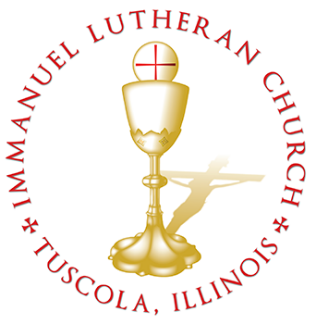 IMMANUEL LUTHERAN CHURCH
TUSCOLA, ILLINOIS